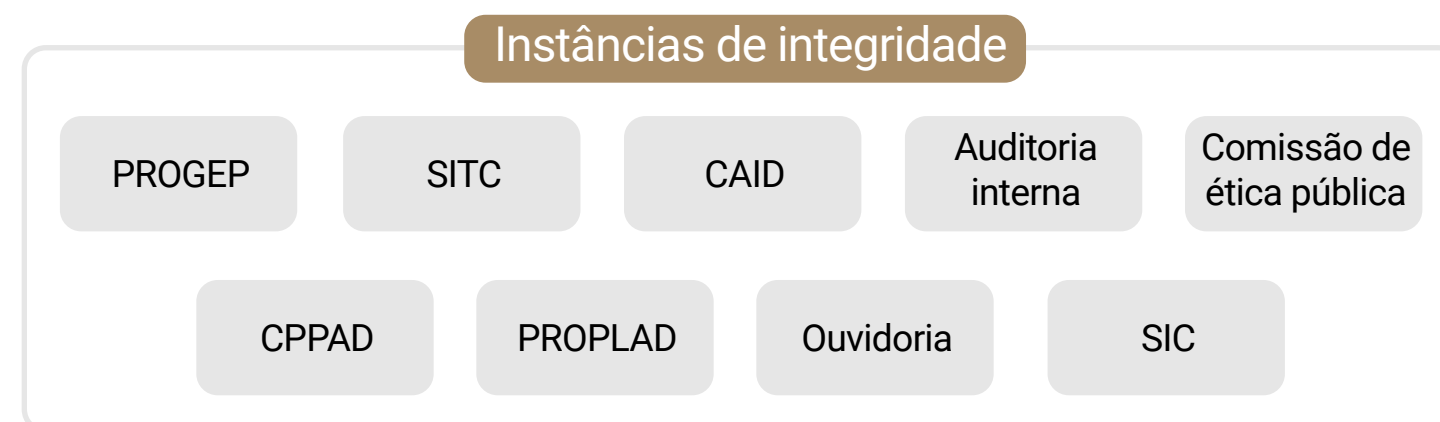 Instâncias de integridade
PROGEP
SITC
CAID
Auditoria
interna
Comissão de
ética pública
CPPAD
PROPLAD
Ouvidoria
SIC